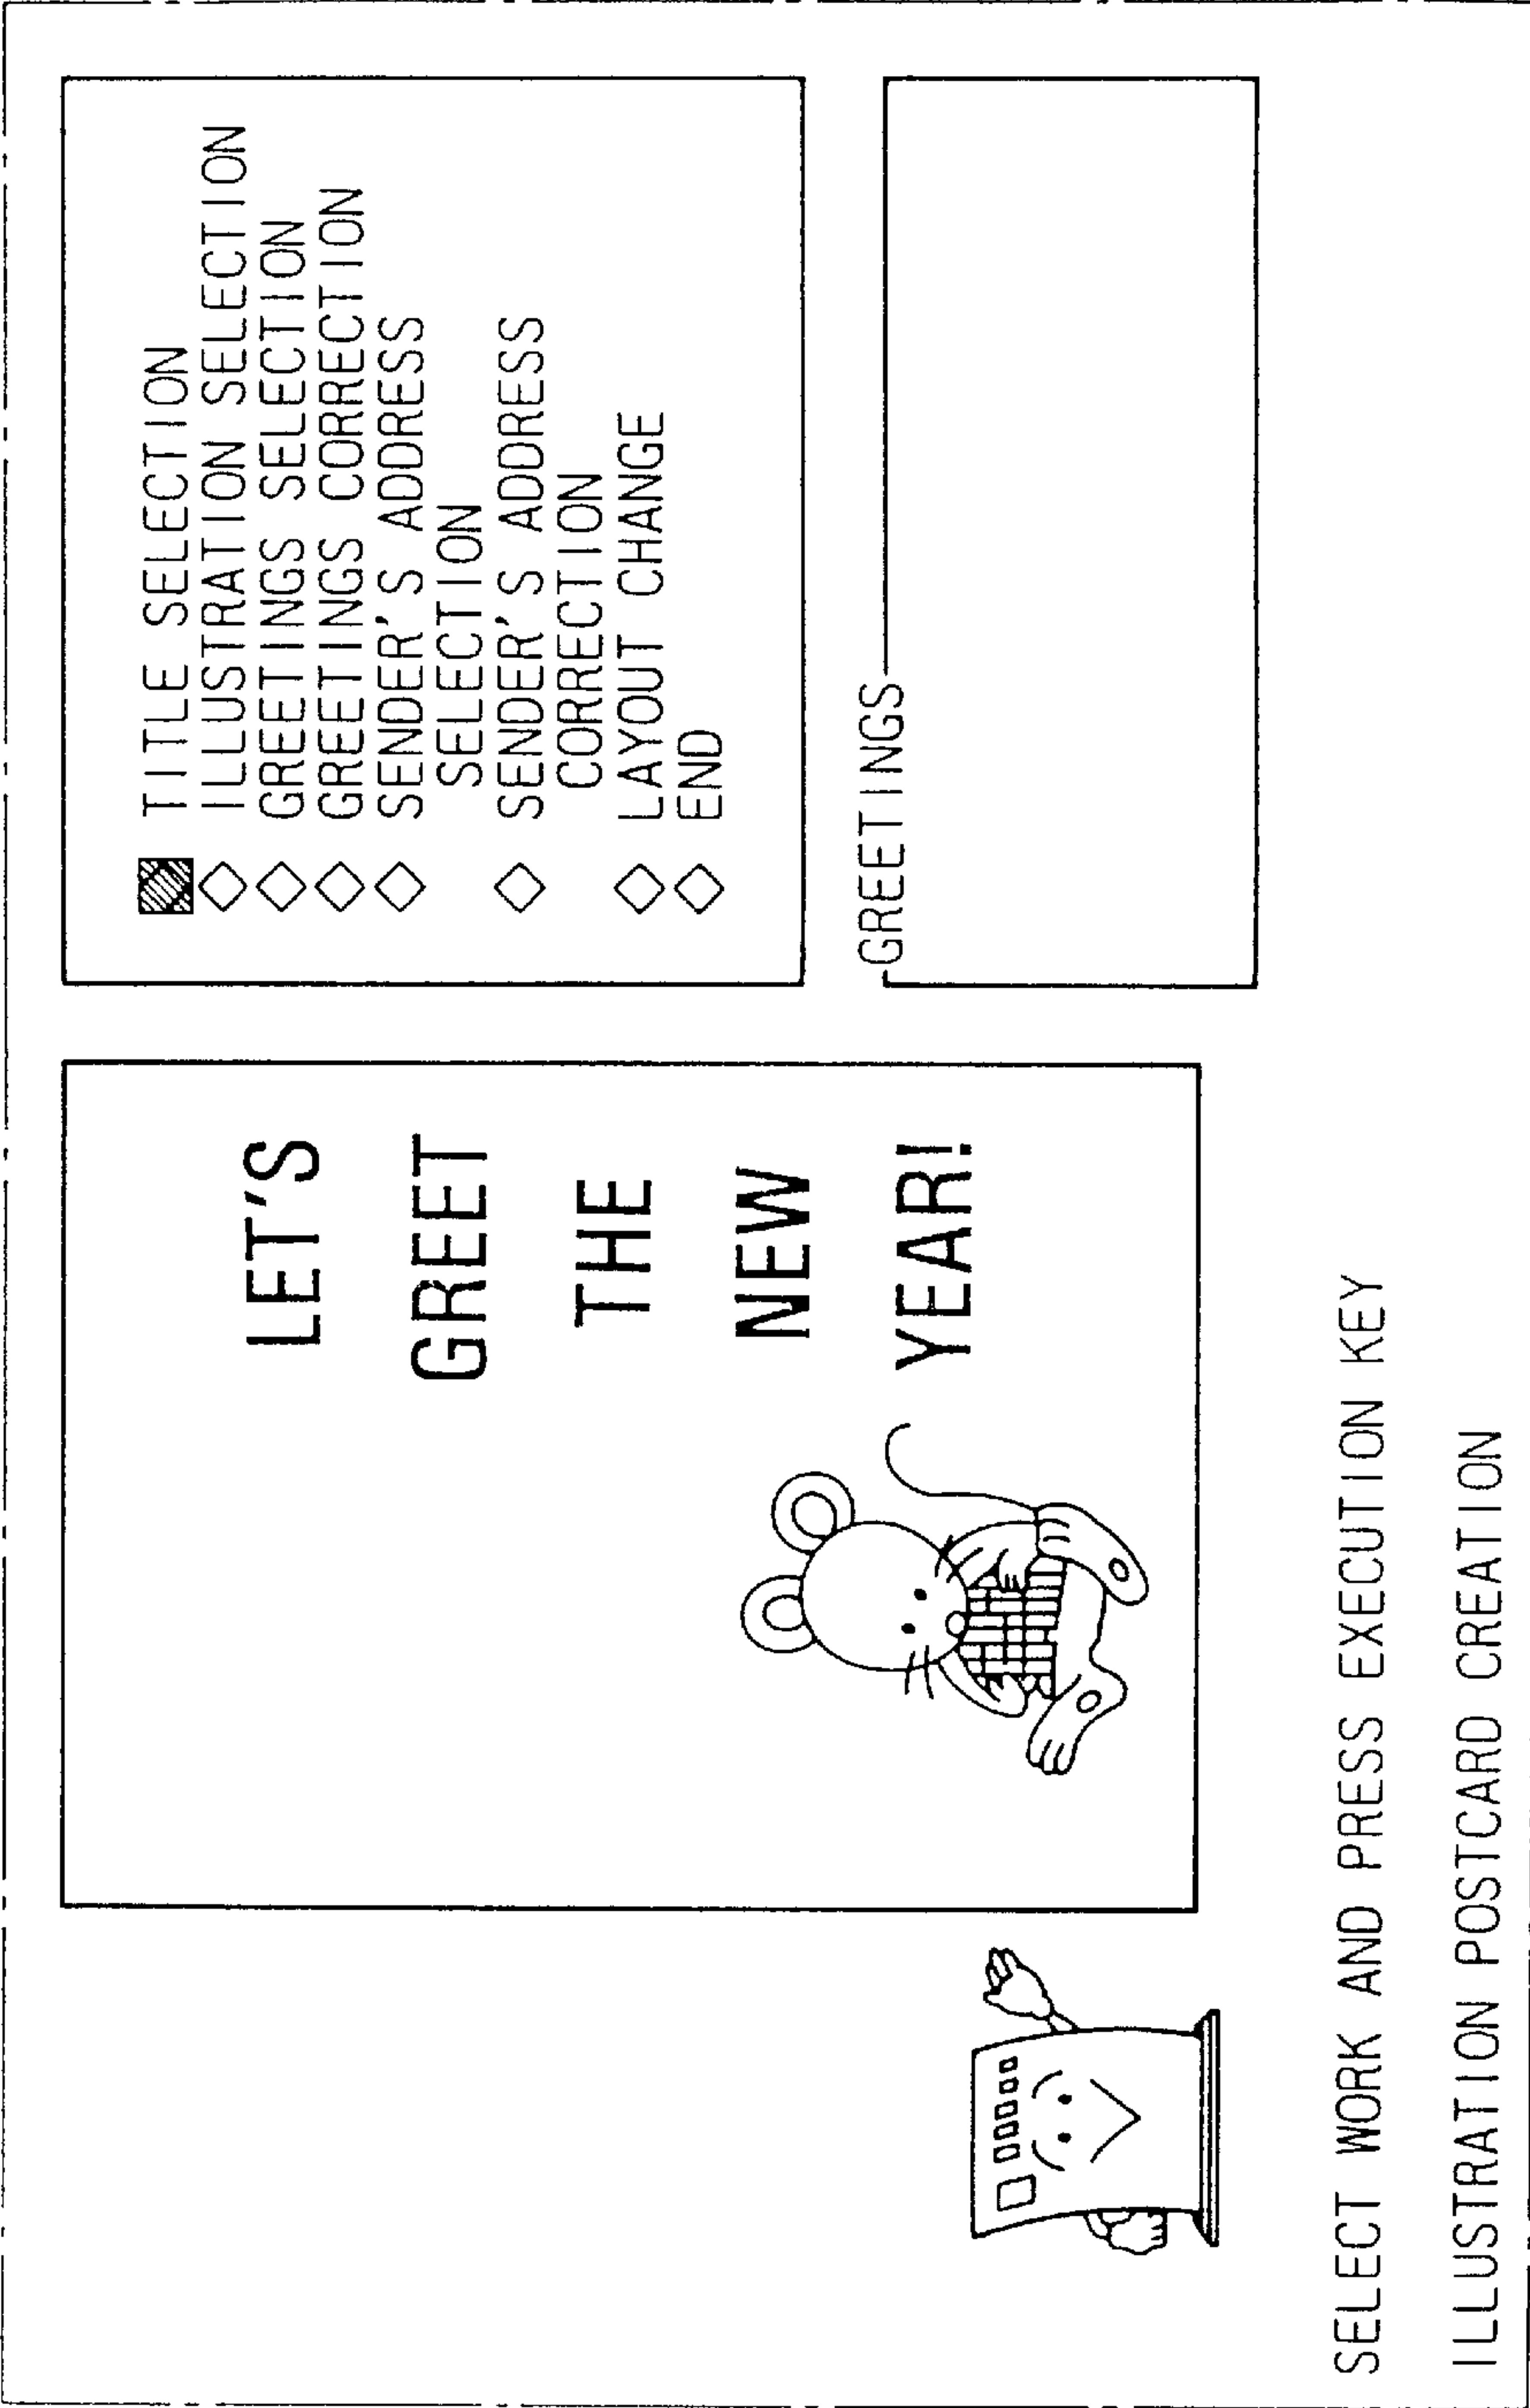 LET'S
GREET
THE
NEW
YEAR!
TITLE SELECTION
ILLUSTRATION SELECTION
GREETINGS SELECTION
GREETINGS CORRECTION
SENDER'S ADDRESS
SELECTION
SENDER'S ADDRESS
CORRECTION
LAYOUT CHANGE
END
GREETINGS
SELECT WORK AND PRESS EXECUTION KEY
ILLUSTRATION POSTCARD CREATION